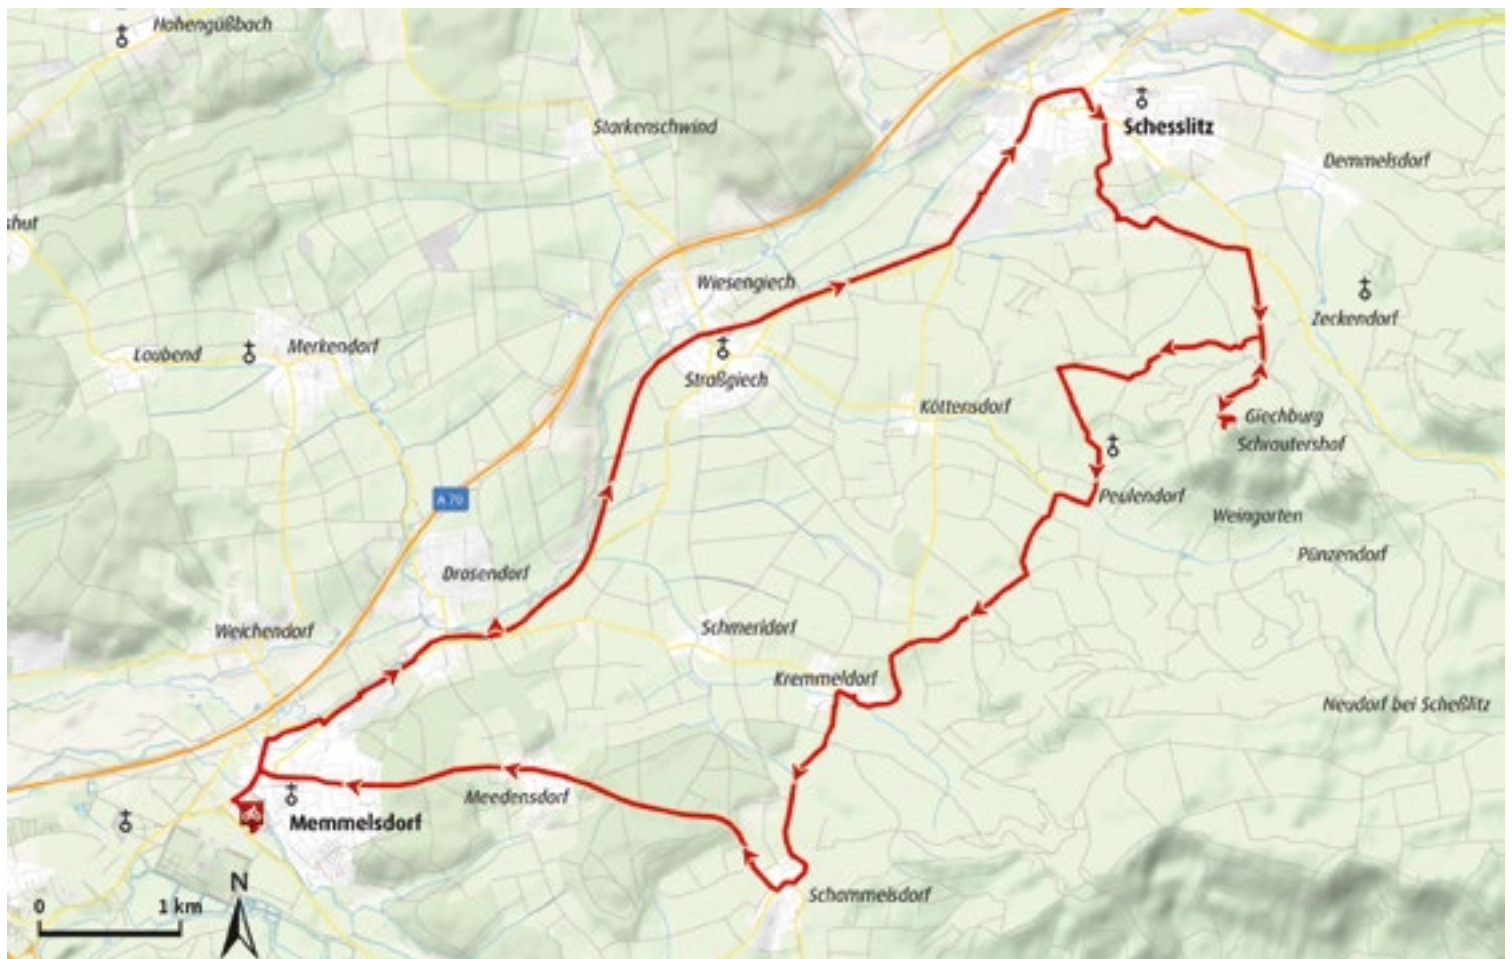 Hohengüßbach
Starkenschwind
Schesslitz
Demmelsdorf
shut
Wiesengiech
Zeckendorf
Laubend
Merkendorf
Straßgiech
Köttensdorf
Giechburg
Schrautershof
A 70
Peulendorf
Weingarten
Pünzendorf
Drosendorf
Weichendorf
Schmerldorf
Kremmeldorf
Neudorf bei Scheßlitz
Meedensdorf
Memmelsdorf
N
Schammelsdorf
0 1 km